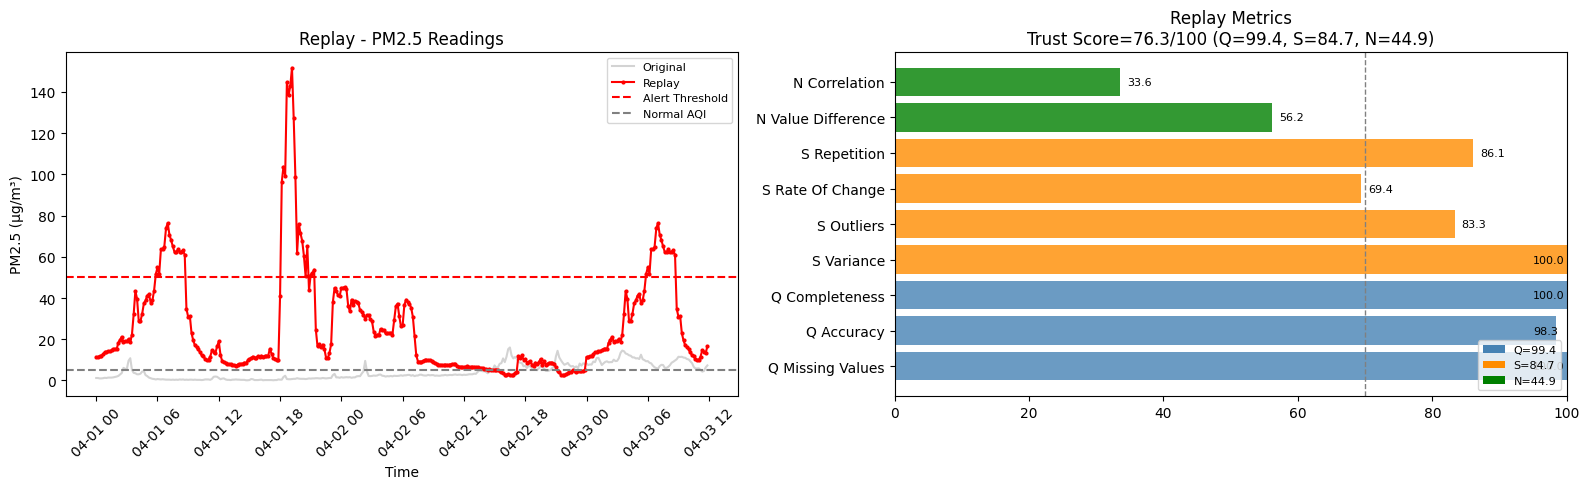 Replay - PM2.5 Readings
PM2.5 (µg/m³)
140
120
100
80
60
40
20
0
Original
Replay
Alert Threshold
Normal AQI
04-01 00
04-01 06
04-01 12
04-01 18
04-02 00
04-02 06
04-02 12
04-02 18
04-03 00
04-03 06
04-03 12
Time
Replay Metrics
Trust Score=76.3/100 (Q=99.4, S=84.7, N=44.9)
N Correlation
33.6
N Value Difference
56.2
S Repetition
86.1
S Rate Of Change
69.4
S Outliers
83.3
S Variance
100.0
Q Completeness
100.0
Q Accuracy
98.3
Q Missing Values
Q=99.4
S=84.7
N=44.9
0
20
40
60
80
100